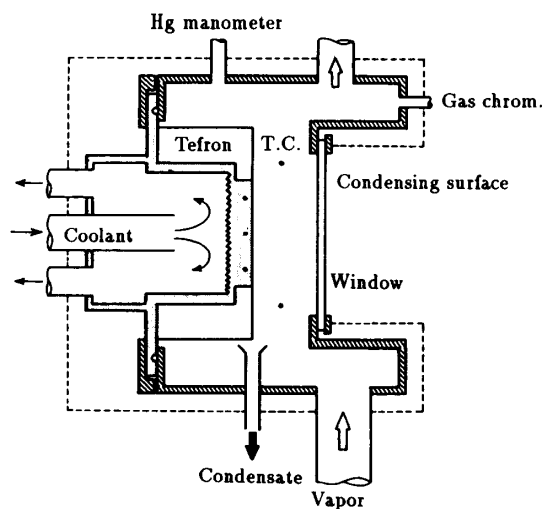 Hg manometer
Gas chrom.
Tefron
T.C.
Condensing surface
Coolant
Window
Condensate
Vapor